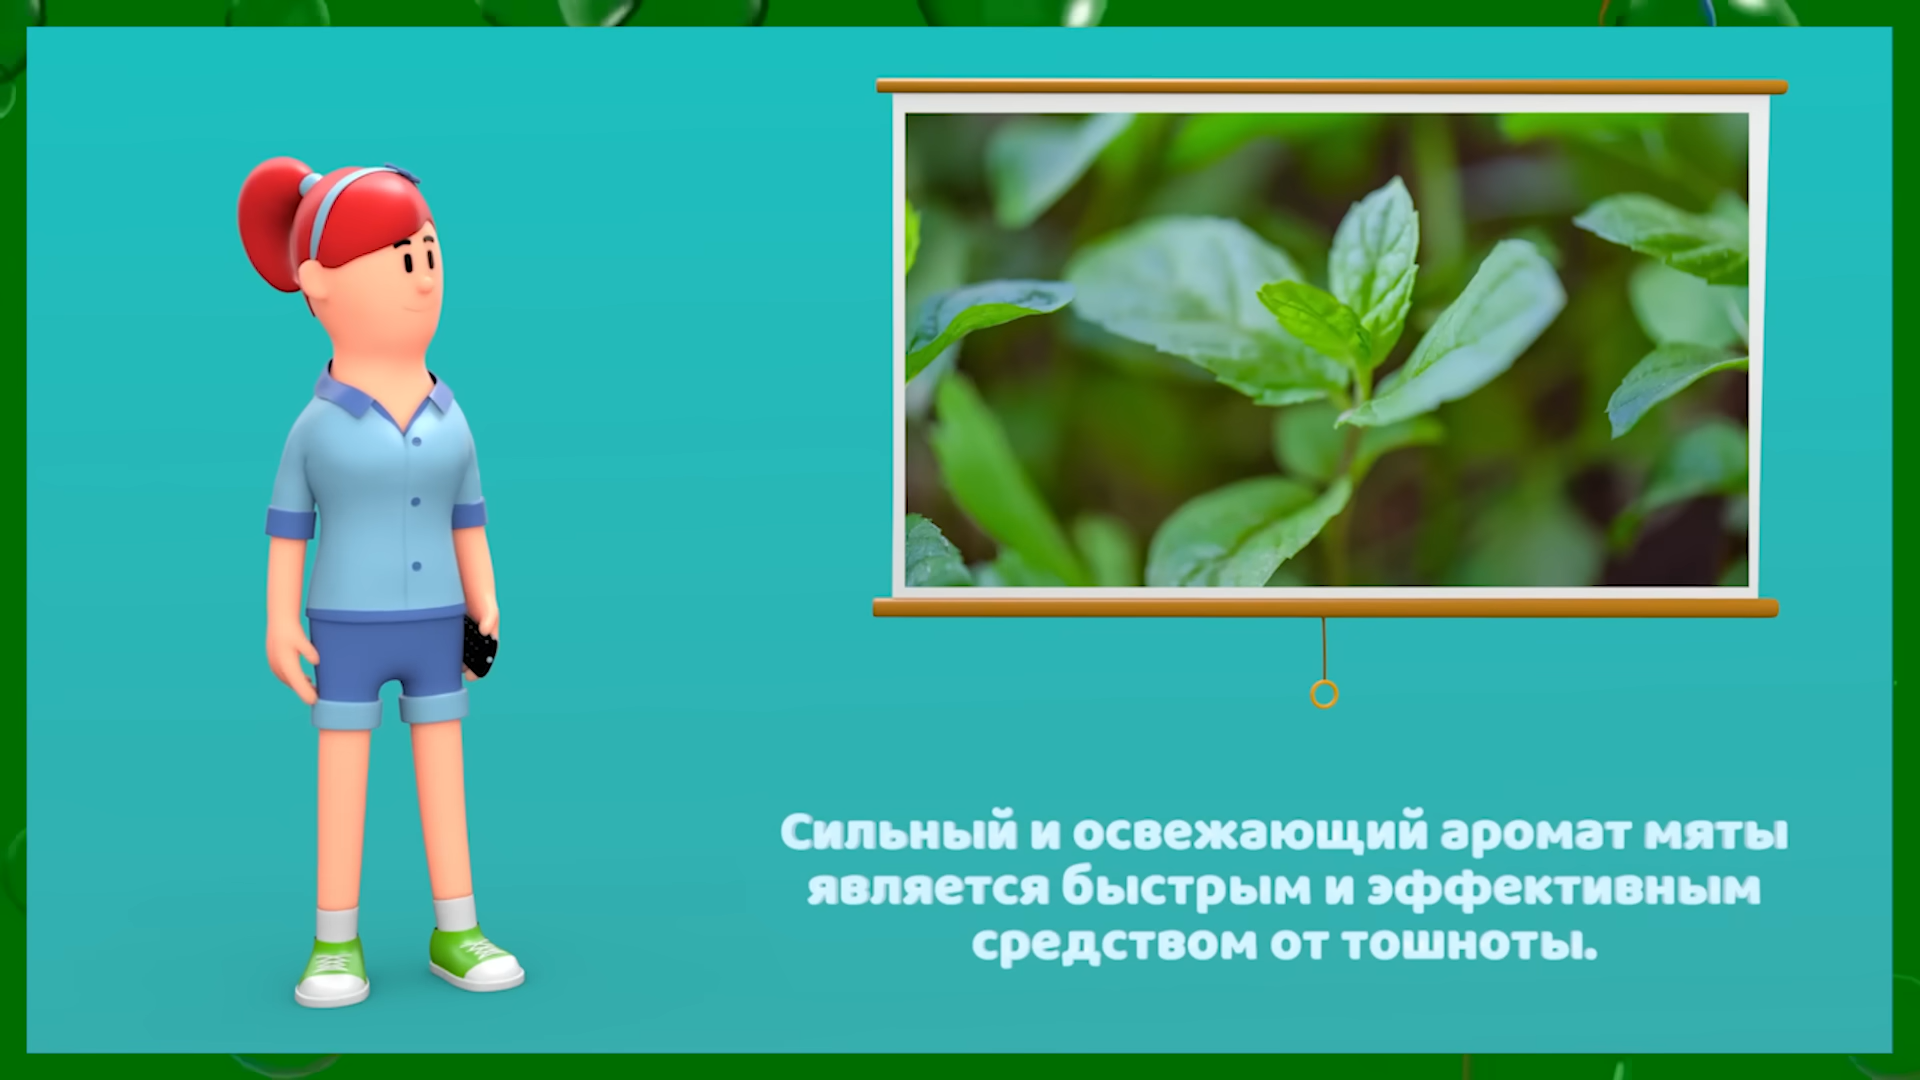 Сильный и освежающий аромат мяты
является быстрым и эффективным
средством от тошноты.